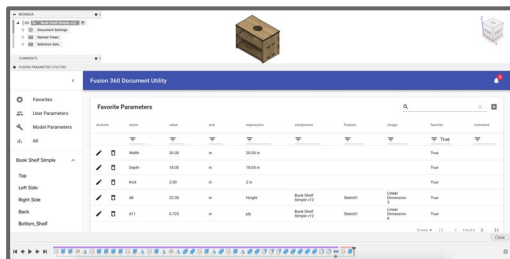 BROWSER
Book Shelf Simple v12
Document Settings
Named Views
Selection Sets
COMMENTS
FUSION PARAMETER UTILITIES
Fusion 360 Document Utility
Favorites
User Parameters
Model Parameters
All
Book Shelf Simple
Top
Left Side
Right Side
Back
Bottom_Shelf
Favorite Parameters
Actions name value unit expression component Feature Usage favorite comment
True
Width 30.00 in 30.00 in True
Depth 18.00 in 18.00 in True
Kick 2.00 in 2 in True
d8 22.00 in Height Book Shelf Simple v12 Sketch1 Linear Dimension True
d11 0.725 in ply Book Shelf Simple v12 Sketch1 Linear Dimension True
Close